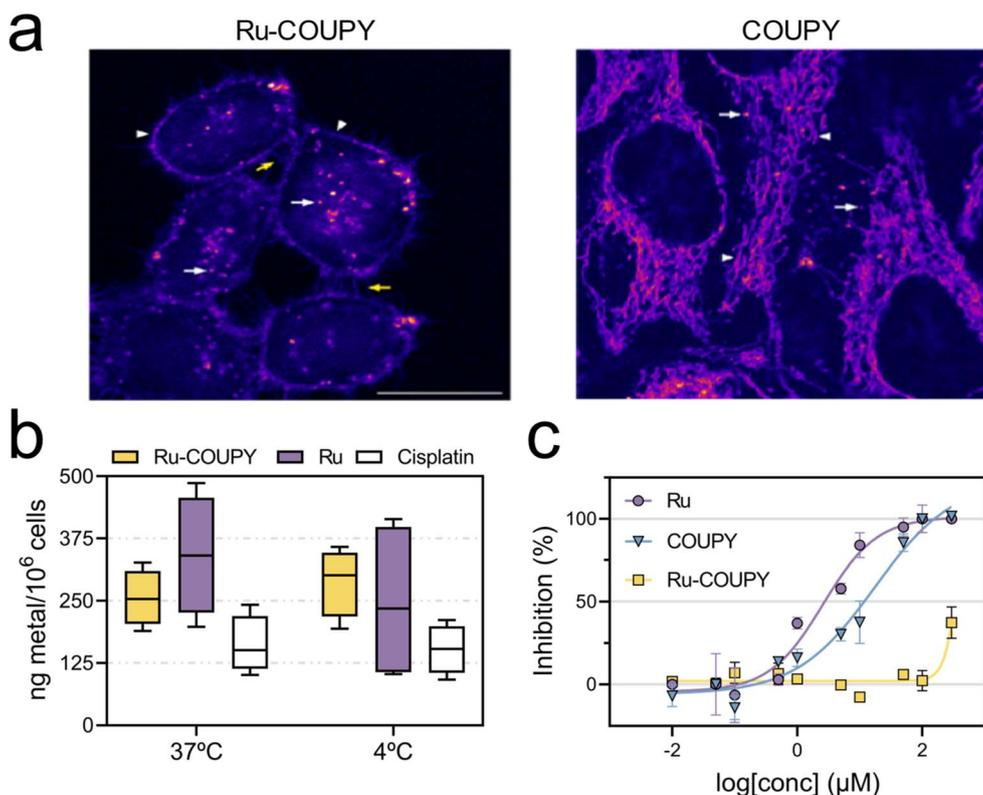 a
Ru-COUPY
COUPY
b
Ru-COUPY
Ru
Cisplatin
ng metal/10⁶ cells
500
375
250
125
0
37ºC
4ºC
c
Ru
COUPY
Ru-COUPY
Inhibition (%)
100
50
0
-2
0
2
log[conc] (µM)